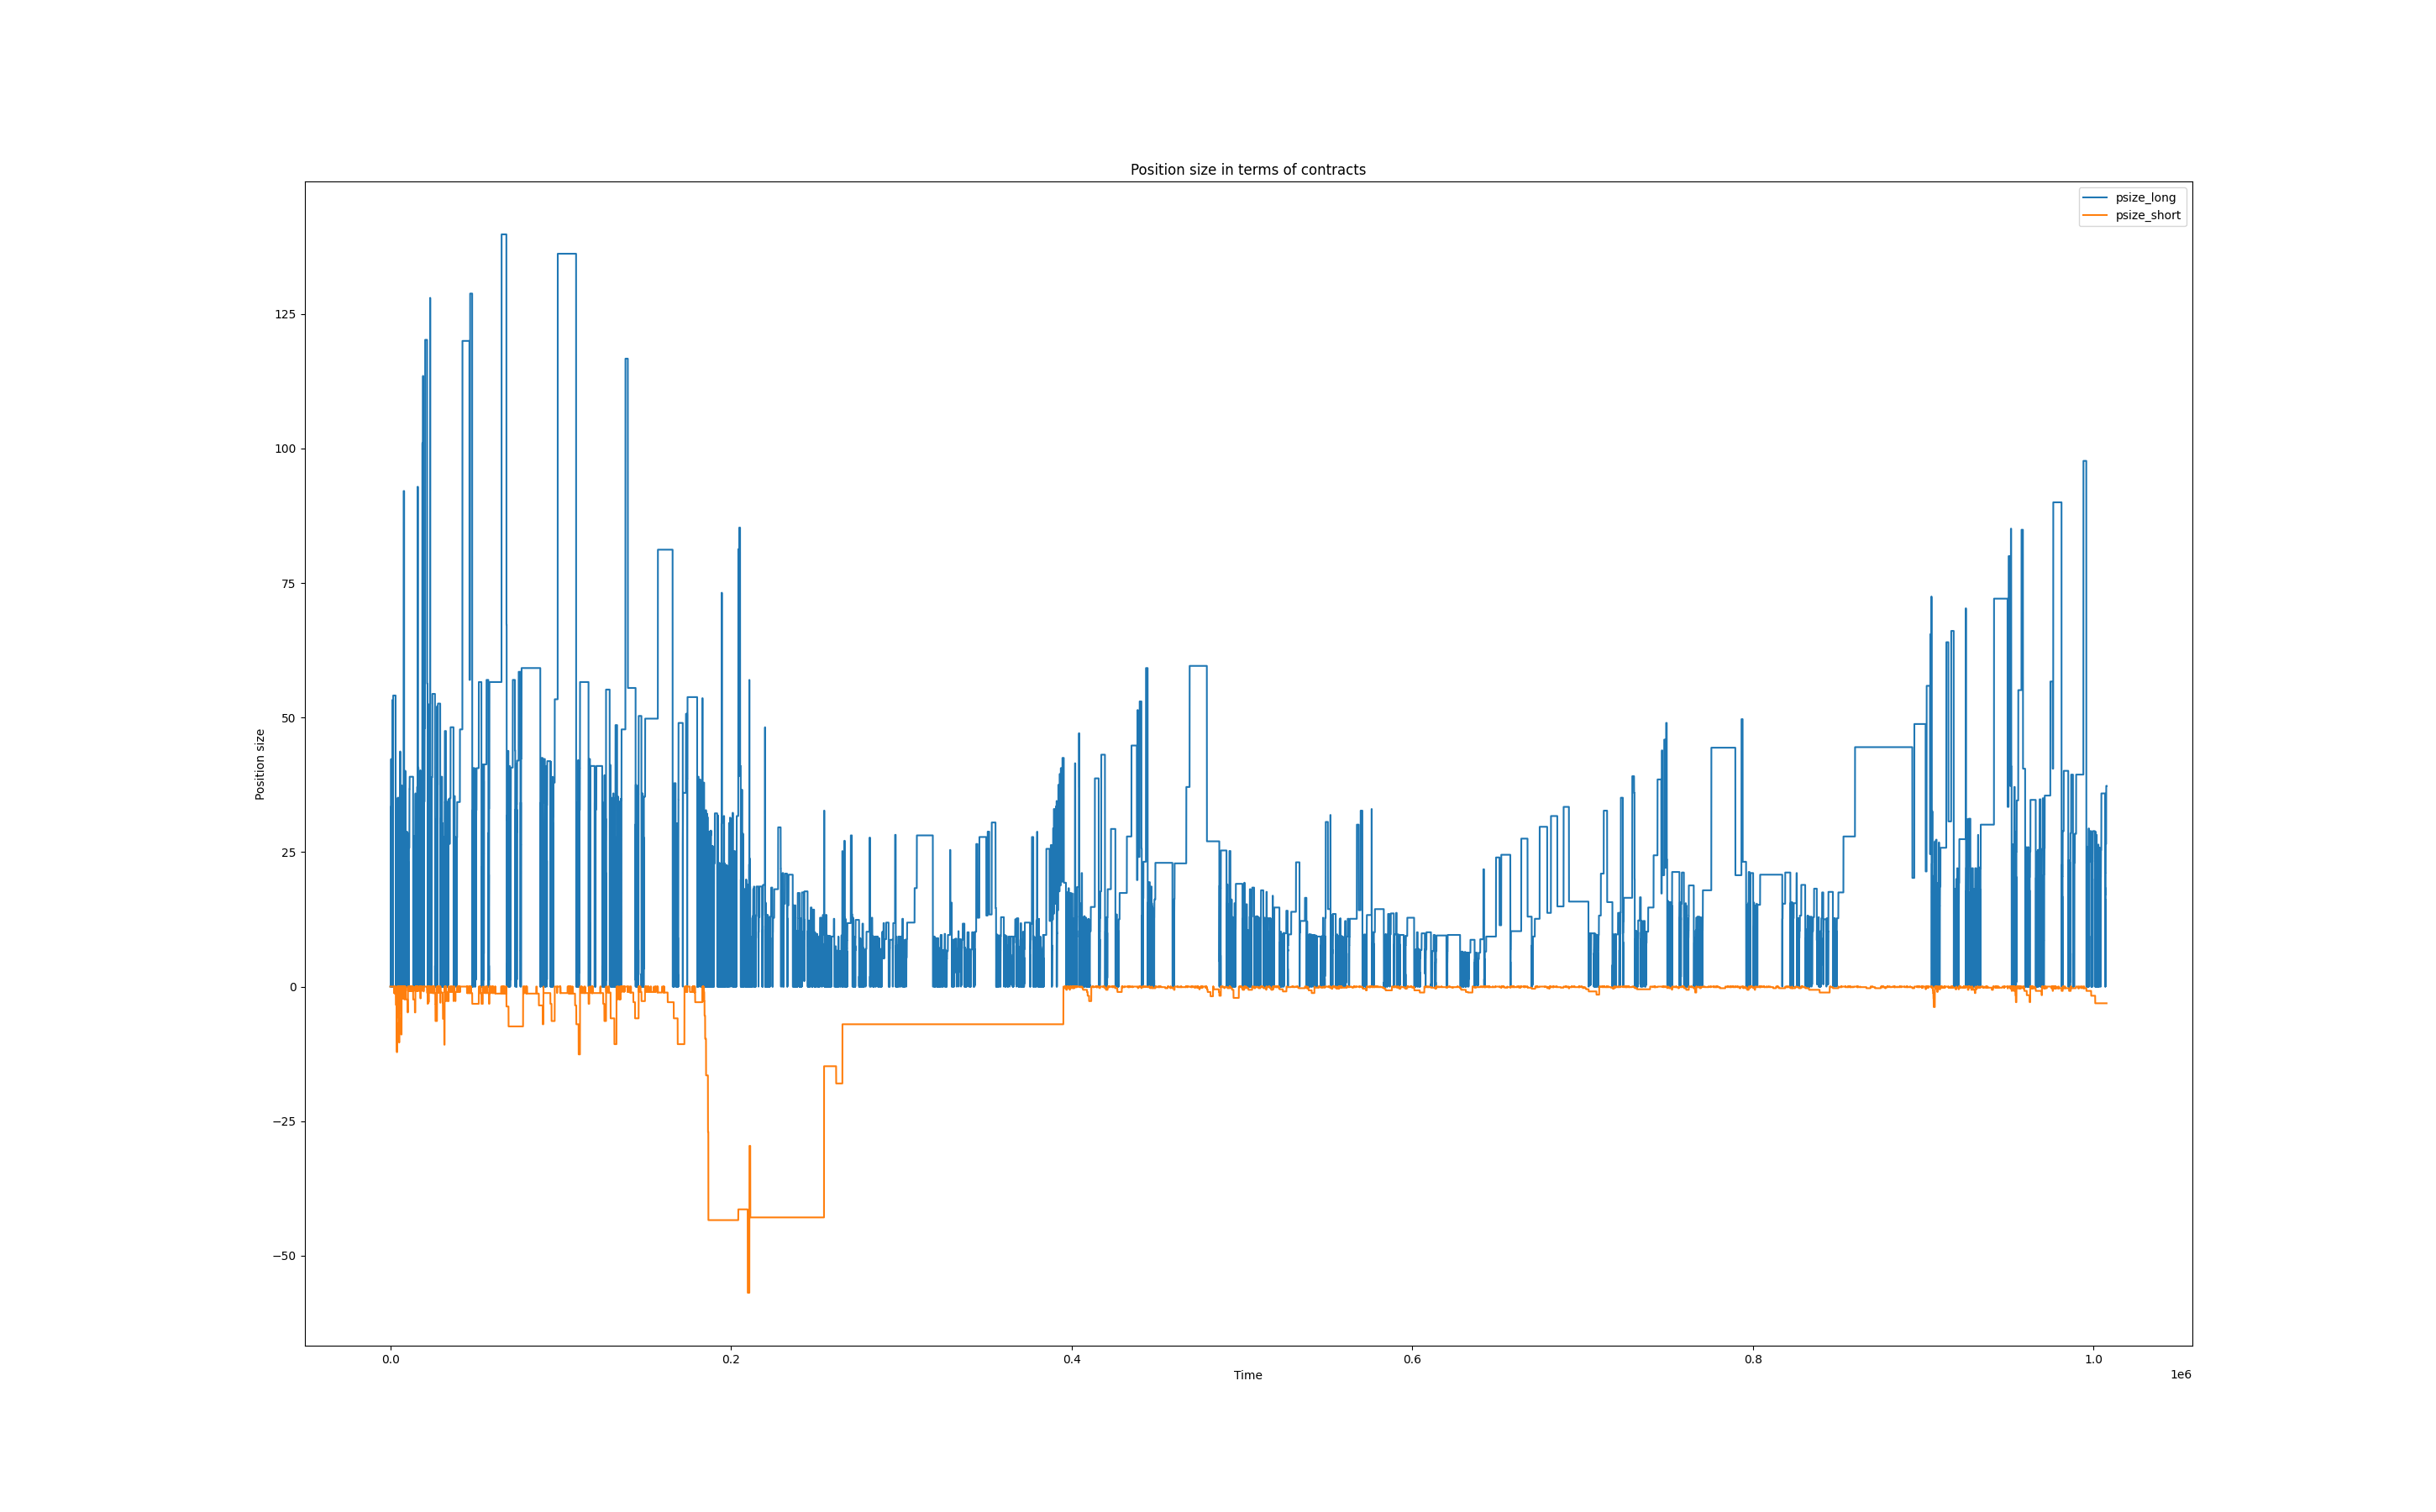 Position size in terms of contracts
psize_long
psize_short
125
100
75
50
25
0
−25
−50
Position size
0.0
0.2
0.4
0.6
0.8
1.0
Time
1e6